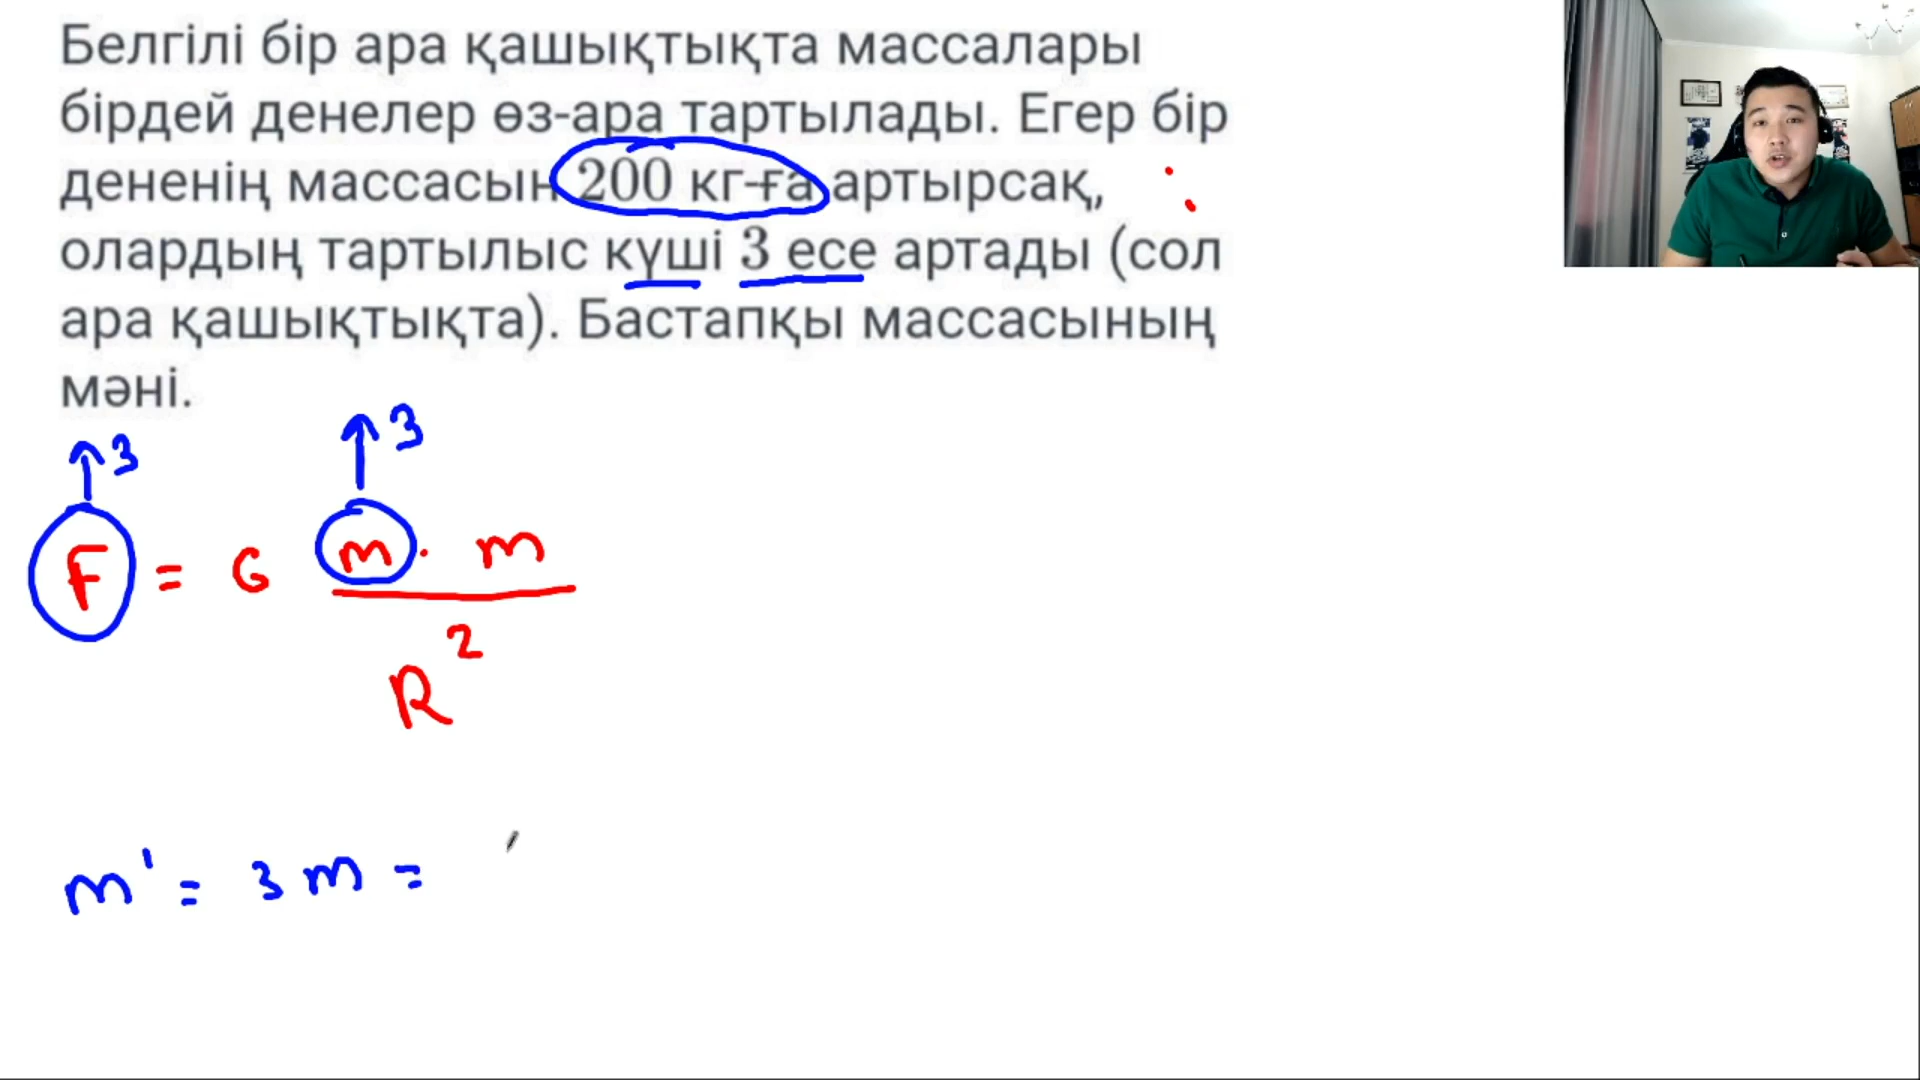 Белгілі бір ара қашықтықта массалары
бірдей денелер өз-ара тартылады. Егер бір
дененің массасын 200 кг-ға артырсақ,
олардың тартылыс күші 3 есе артады (сол
ара қашықтықта). Бастапқы массасының
мәні.
↑3 ↑3
F = G m · m
R²
m' = 3m =